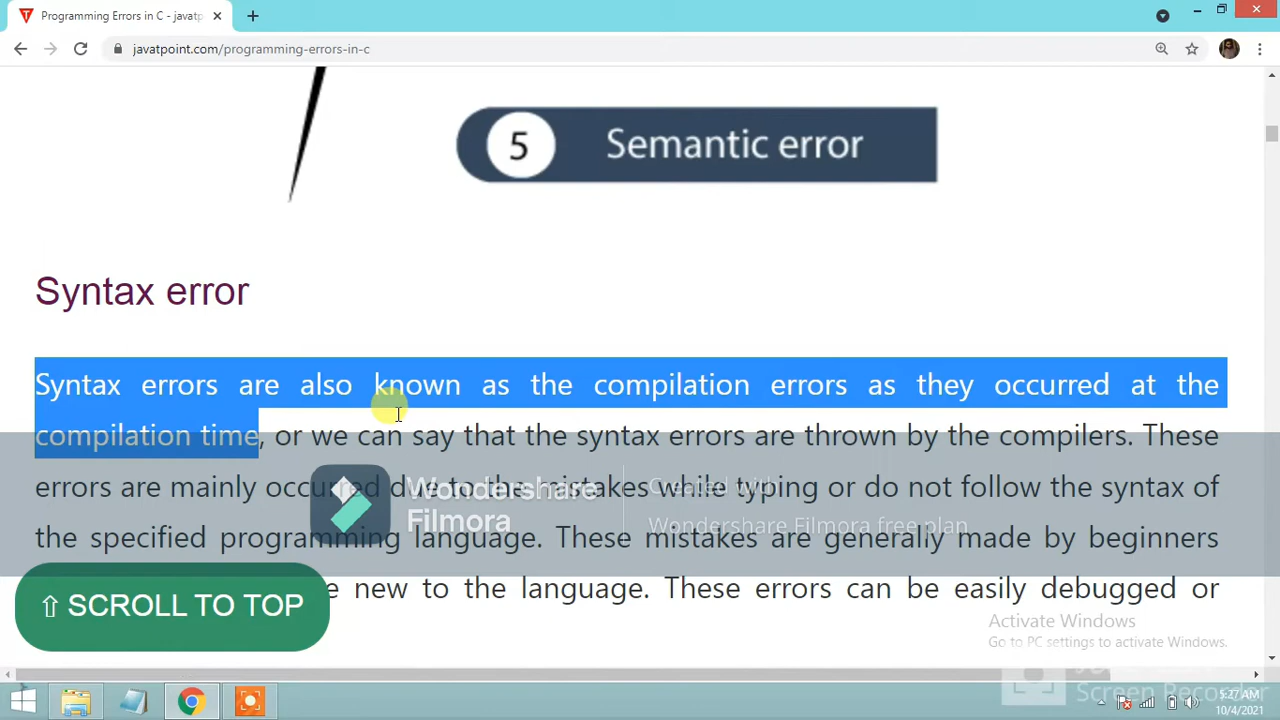 Programming Errors in C - javatp
javatpoint.com/programming-errors-in-c
5 Semantic error
Syntax error
Syntax errors are also known as the compilation errors as they occurred at the
compilation time, or we can say that the syntax errors are thrown by the compilers. These
errors are mainly occurred due to the mistakes while typing or do not follow the syntax of
the specified programming language. These mistakes are generally made by beginners
new to the language. These errors can be easily debugged or
Wondershare
Filmora
Created with
Wondershare Filmora free plan
⇧ SCROLL TO TOP
Activate Windows
Go to PC settings to activate Windows.
Screen Recorder
5:27 AM
10/4/2021